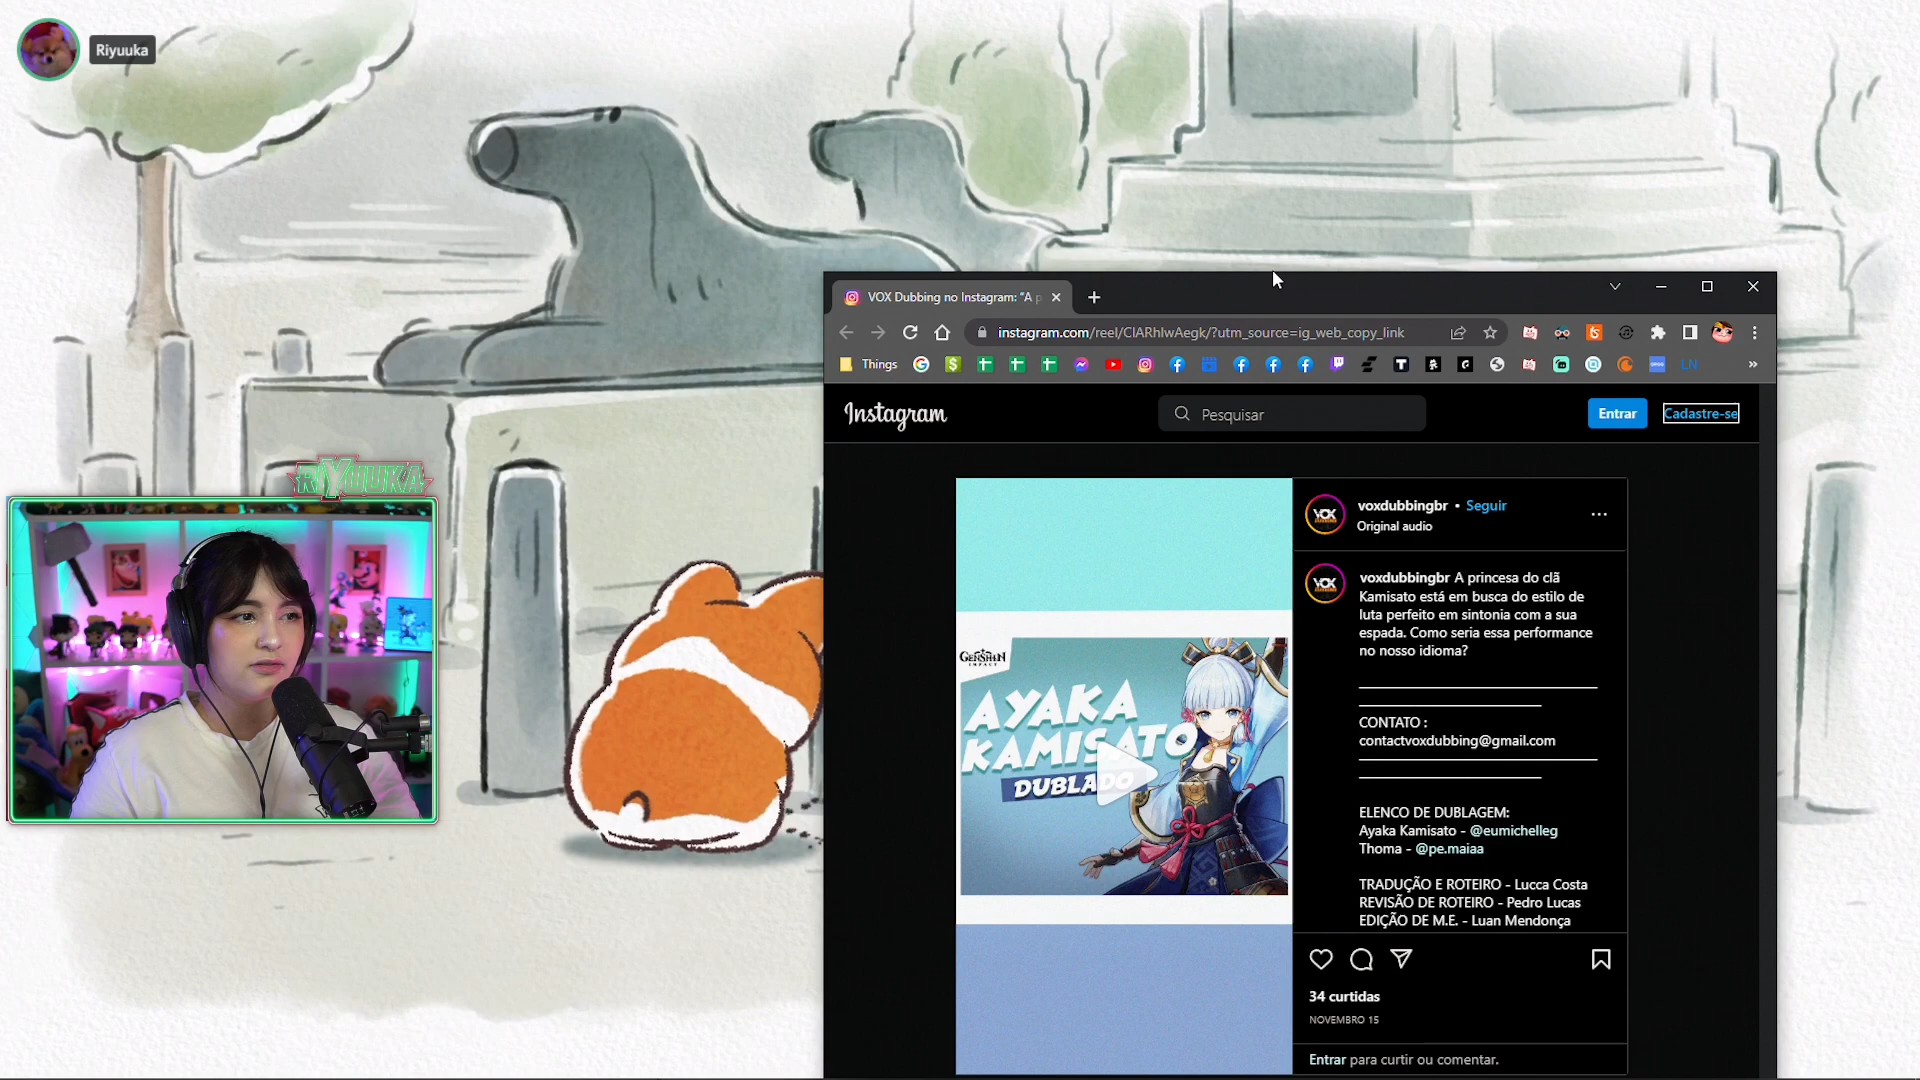 Riyuuka
RIYUUKA
VOX Dubbing no Instagram: "A p
instagram.com/reel/ClARhlwAegk/?utm_source=ig_web_copy_link
Things
LN
Instagram
Pesquisar
Entrar
Cadastre-se
voxdubbingbr • Seguir
Original audio
VOX
VOX
voxdubbingbr A princesa do clã
Kamisato está em busca do estilo de
luta perfeito em sintonia com a sua
espada. Como seria essa performance
no nosso idioma?
GENSHIN
IMPACT
AYAKA
KAMISATO
DUBLADO
CONTATO :
contactvoxdubbing@gmail.com
ELENCO DE DUBLAGEM:
Ayaka Kamisato - @eumichelleg
Thoma - @pe.maiaa
TRADUÇÃO E ROTEIRO - Lucca Costa
REVISÃO DE ROTEIRO - Pedro Lucas
EDIÇÃO DE M.E. - Luan Mendonça
34 curtidas
NOVEMBRO 15
Entrar para curtir ou comentar.